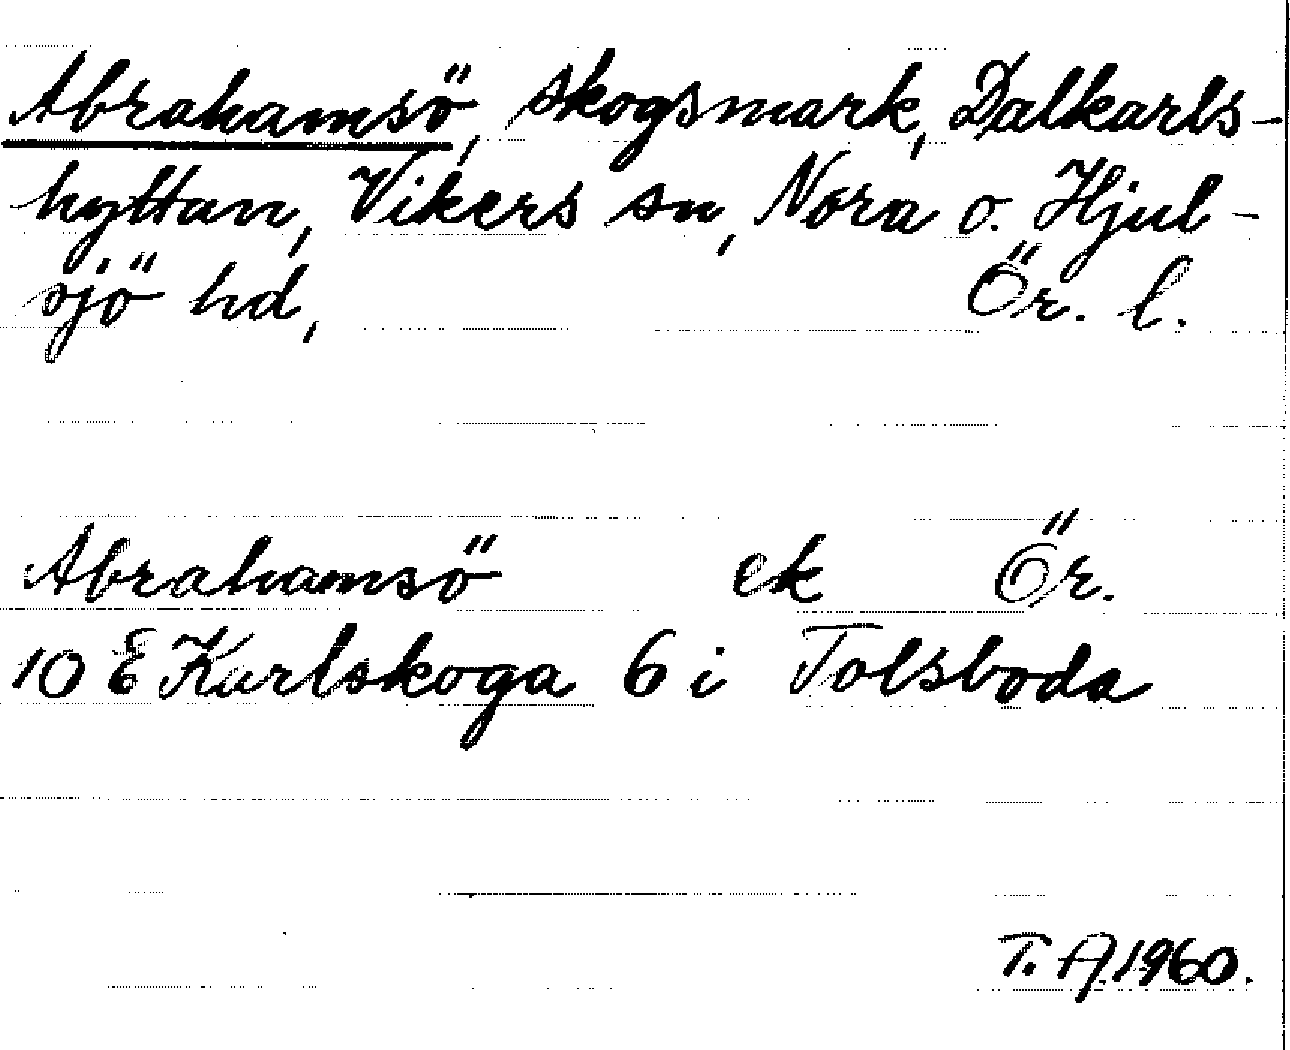 Abrahamsö, skogsmark, Dalkarls-
hyttan, Vikers sn, Nora o. Hjul-
sjö hd, Ör. l.
Abrahamsö ek Ör.
10 E Karlskoga 6 i Tolsboda
T. A. 1960.